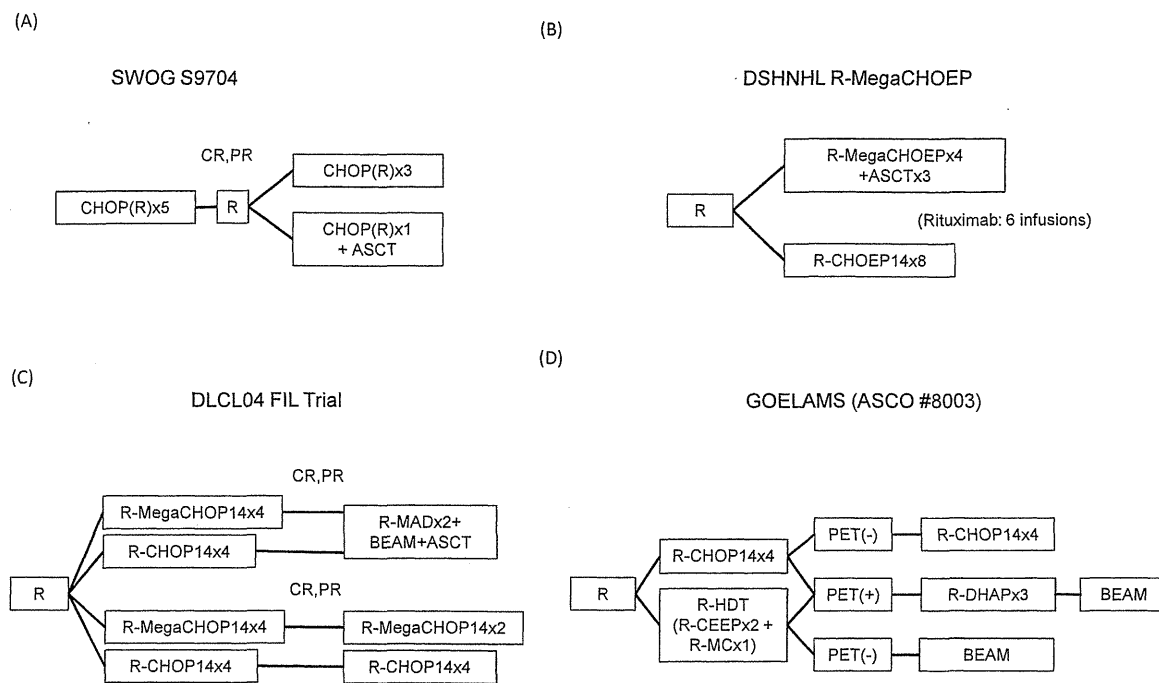 (A)
SWOG S9704
CR,PR
CHOP(R)x5
R
CHOP(R)x3
CHOP(R)x1
+ ASCT
(B)
DSHNHL R-MegaCHOEP
R
R-MegaCHOEPx4
+ASCTx3
(Rituximab: 6 infusions)
R-CHOEP14x8
(C)
DLCL04 FIL Trial
CR,PR
R-MegaCHOP14x4
R-CHOP14x4
R-MADx2+
BEAM+ASCT
R
CR,PR
R-MegaCHOP14x4
R-MegaCHOP14x2
R-CHOP14x4
R-CHOP14x4
(D)
GOELAMS (ASCO #8003)
R
R-CHOP14x4
R-HDT
(R-CEEPx2 +
R-MCx1)
PET(-)
R-CHOP14x4
PET(+)
R-DHAPx3
BEAM
PET(-)
BEAM